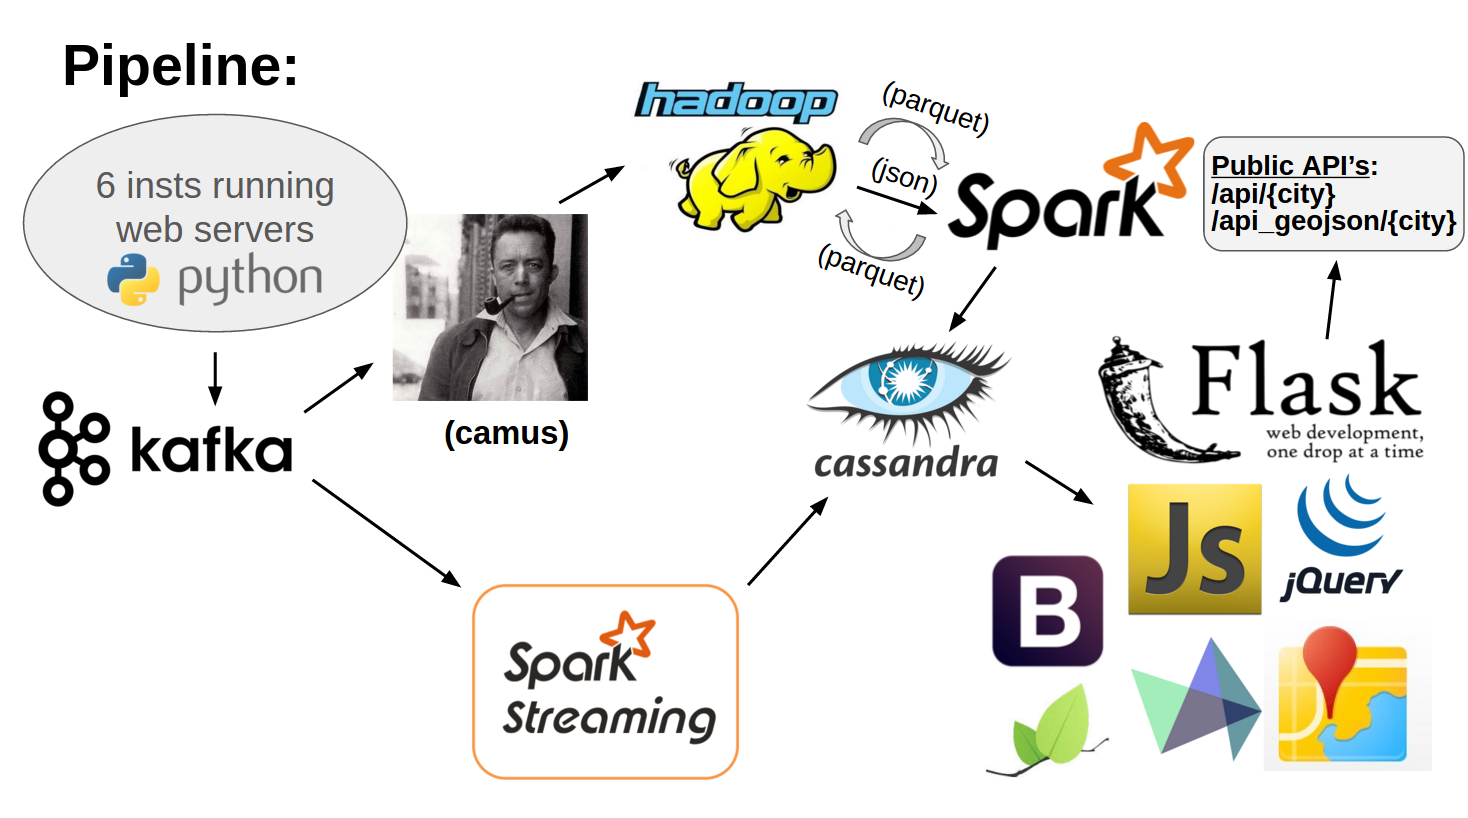 Pipeline:
6 insts running
web servers
python
kafka
(camus)
hadoop
(parquet)
(json)
(parquet)
Spark
Public API’s:
/api/{city}
/api_geojson/{city}
cassandra
Flask
web development,
one drop at a time
JS
jQuery
B
Spark
Streaming